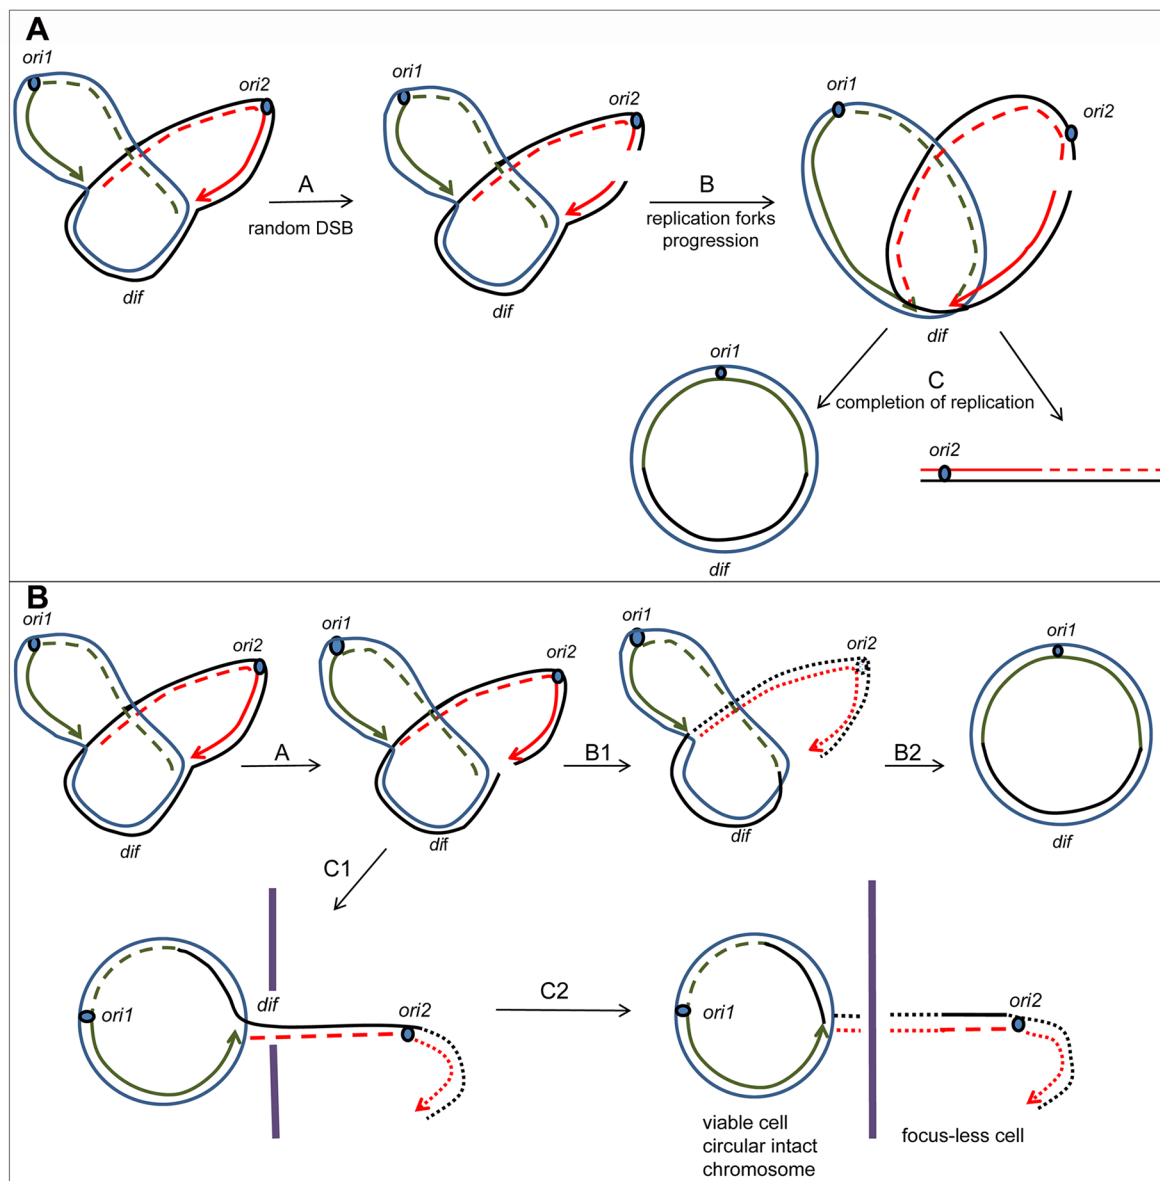 A
ori1
ori2
dif
A
random DSB
ori1
ori2
dif
B
replication forks
progression
ori1
ori2
dif
C
completion of replication
ori1
dif
ori2
B
ori1
ori2
dif
A
ori1
ori2
dif
B1
ori1
ori2
dif
B2
ori1
dif
C1
ori1
dif
ori2
C2
ori1
ori2
viable cell
circular intact
chromosome
focus-less cell